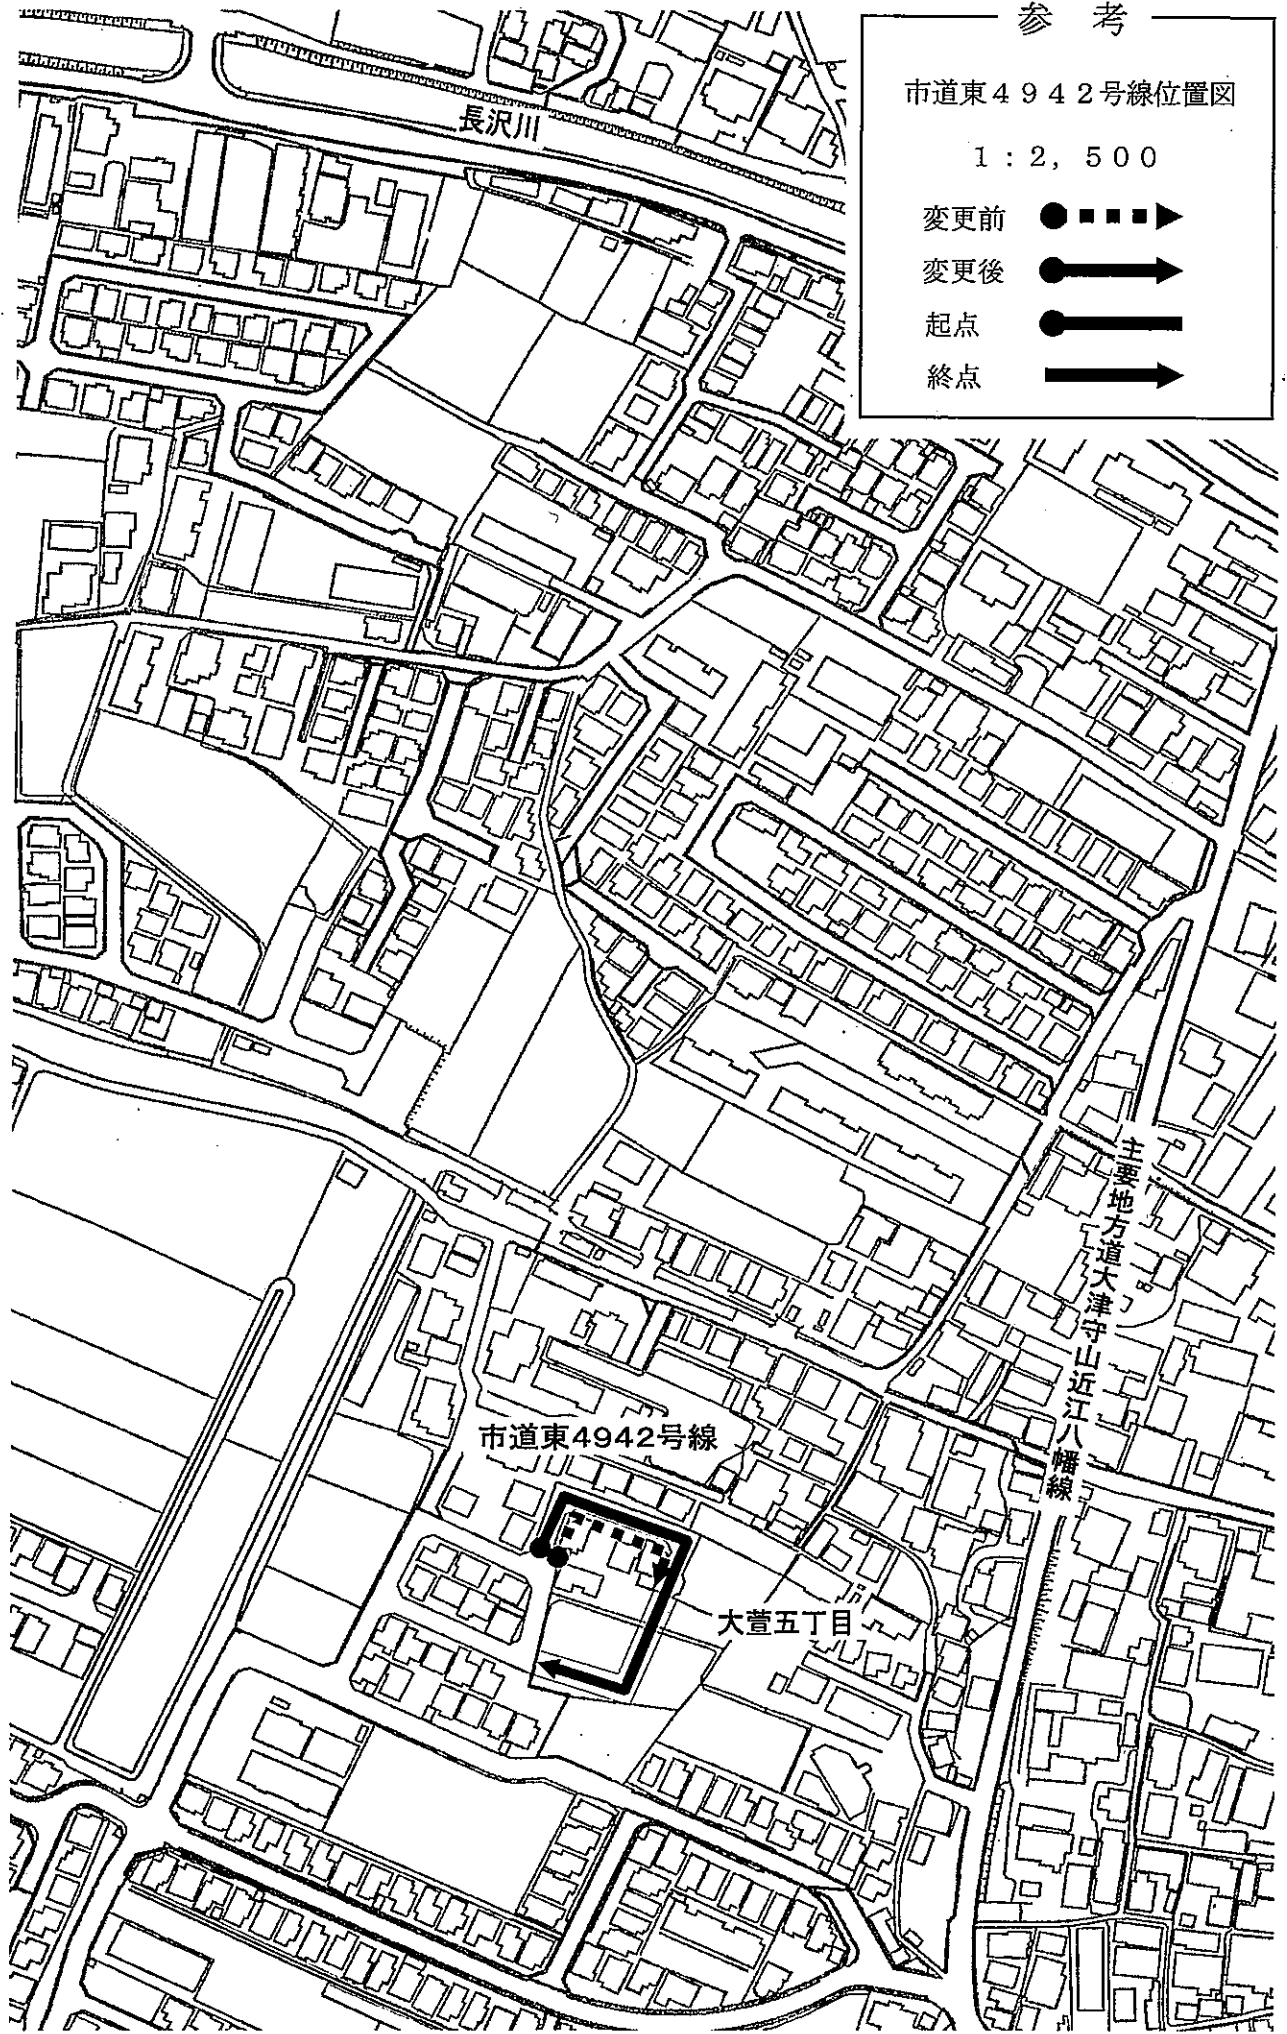 参考
市道東4942号線位置図
1:2,500
変更前
変更後
起点
終点
長沢川
主要地方道大津守山近江八幡線
市道東4942号線
大萱五丁目